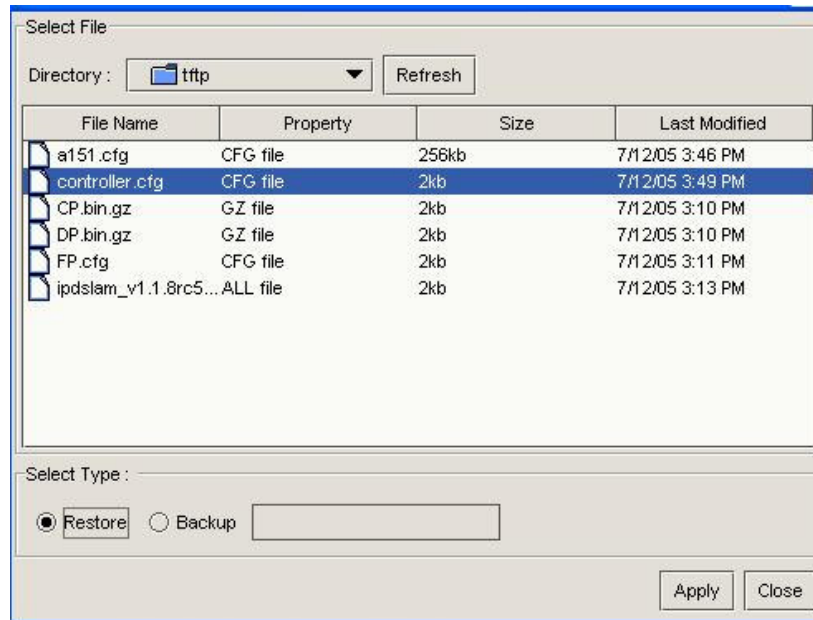 Select File
Directory : tftp Refresh
File Name Property Size Last Modified
a151.cfg CFG file 256kb 7/12/05 3:46 PM
controller.cfg CFG file 2kb 7/12/05 3:49 PM
CP.bin.gz GZ file 2kb 7/12/05 3:10 PM
DP.bin.gz GZ file 2kb 7/12/05 3:10 PM
FP.cfg CFG file 2kb 7/12/05 3:11 PM
ipdslam_v1.1.8rc5... ALL file 2kb 7/12/05 3:13 PM
Select Type :
Restore Backup
Apply Close